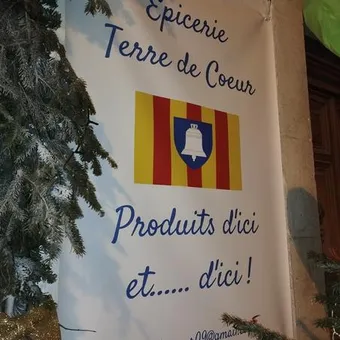 Epicerie
Terre de Coeur
Produits d'ici
et...... d'ici !